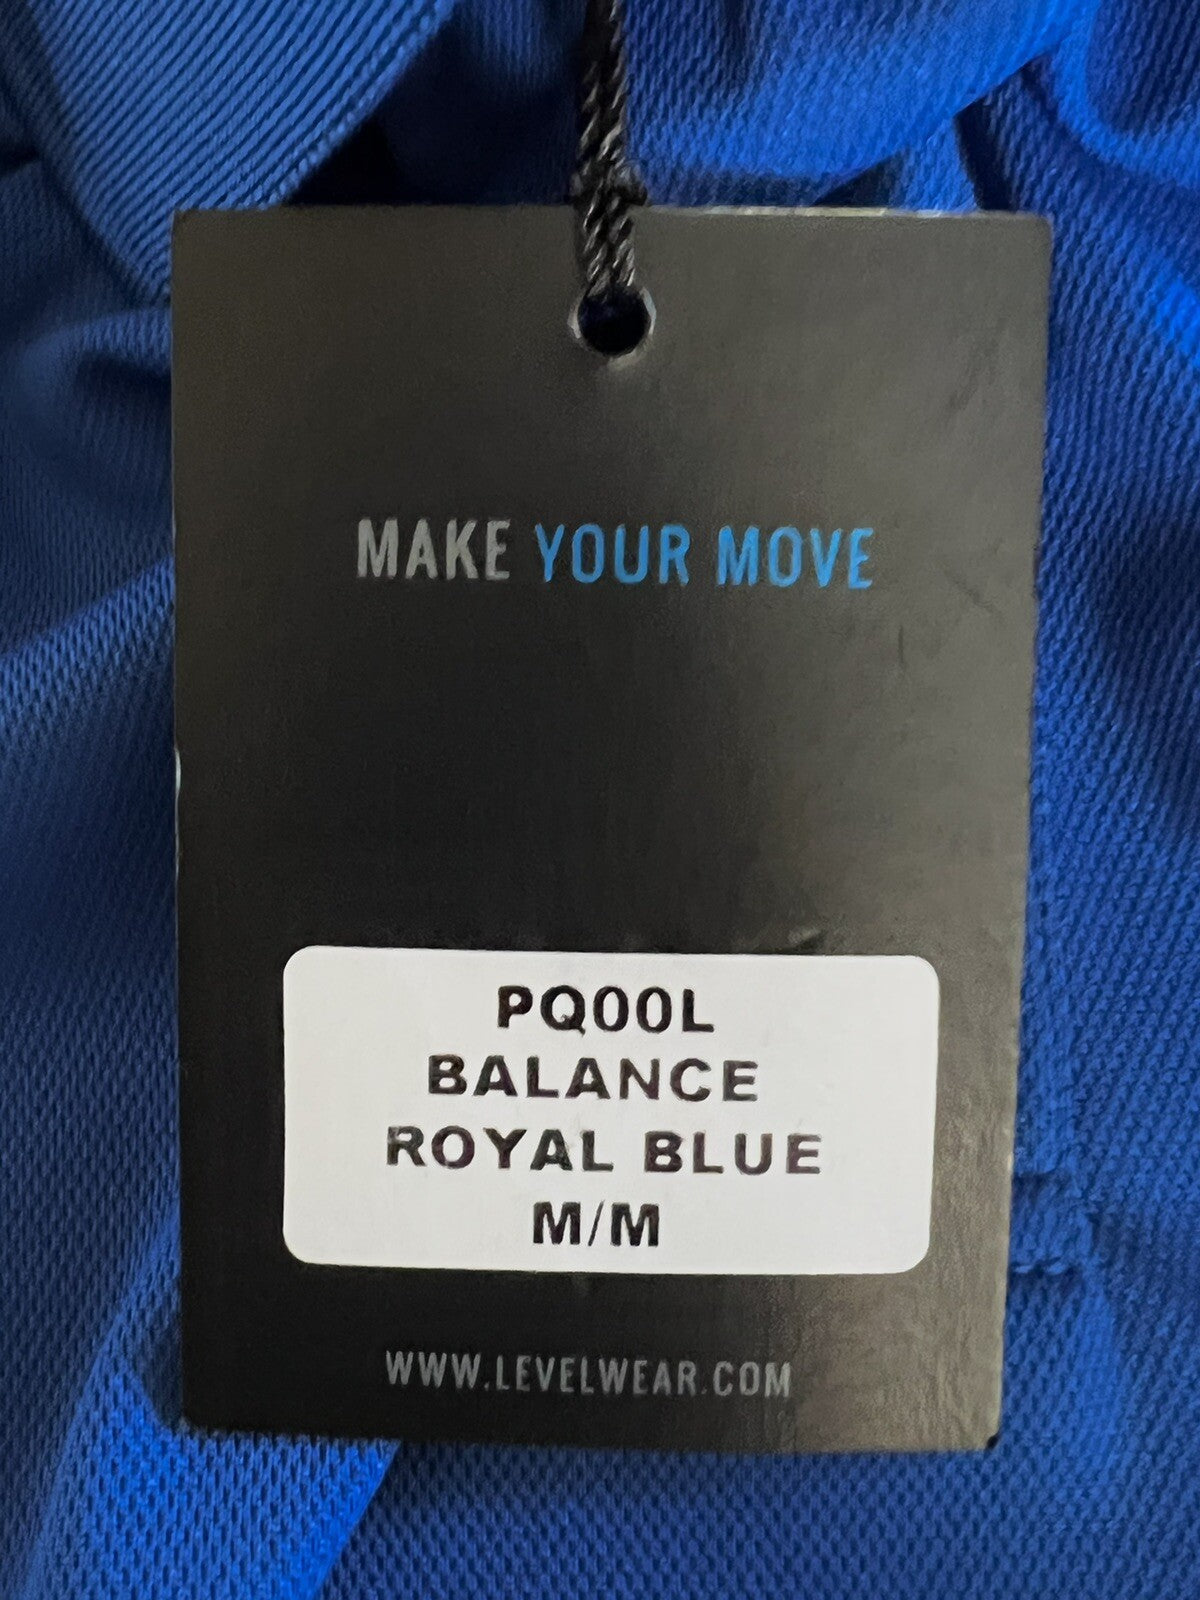 MAKE YOUR MOVE
PQ00L
BALANCE
ROYAL BLUE
M/M
WWW.LEVELWEAR.COM